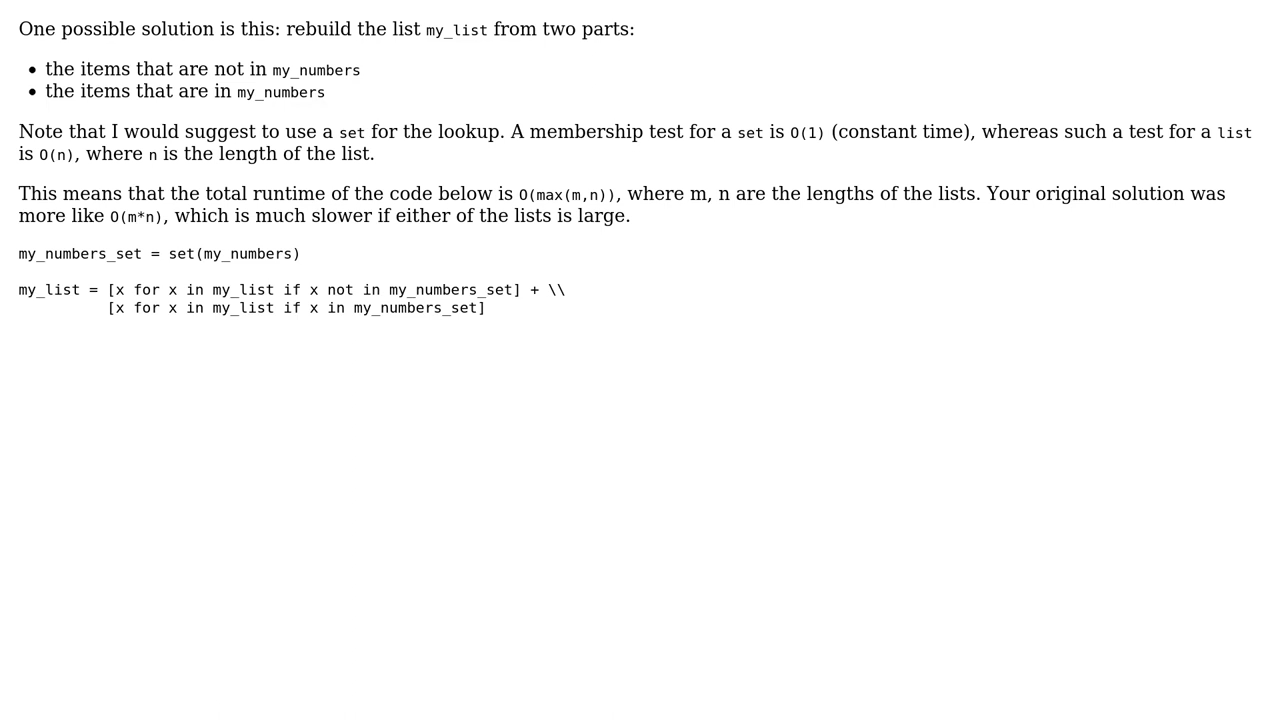 One possible solution is this: rebuild the list my_list from two parts:
• the items that are not in my_numbers
• the items that are in my_numbers
Note that I would suggest to use a set for the lookup. A membership test for a set is O(1) (constant time), whereas such a test for a list
is O(n), where n is the length of the list.
This means that the total runtime of the code below is O(max(m,n)), where m, n are the lengths of the lists. Your original solution was
more like O(m*n), which is much slower if either of the lists is large.
my_numbers_set = set(my_numbers)
my_list = [x for x in my_list if x not in my_numbers_set] + \\
          [x for x in my_list if x in my_numbers_set]